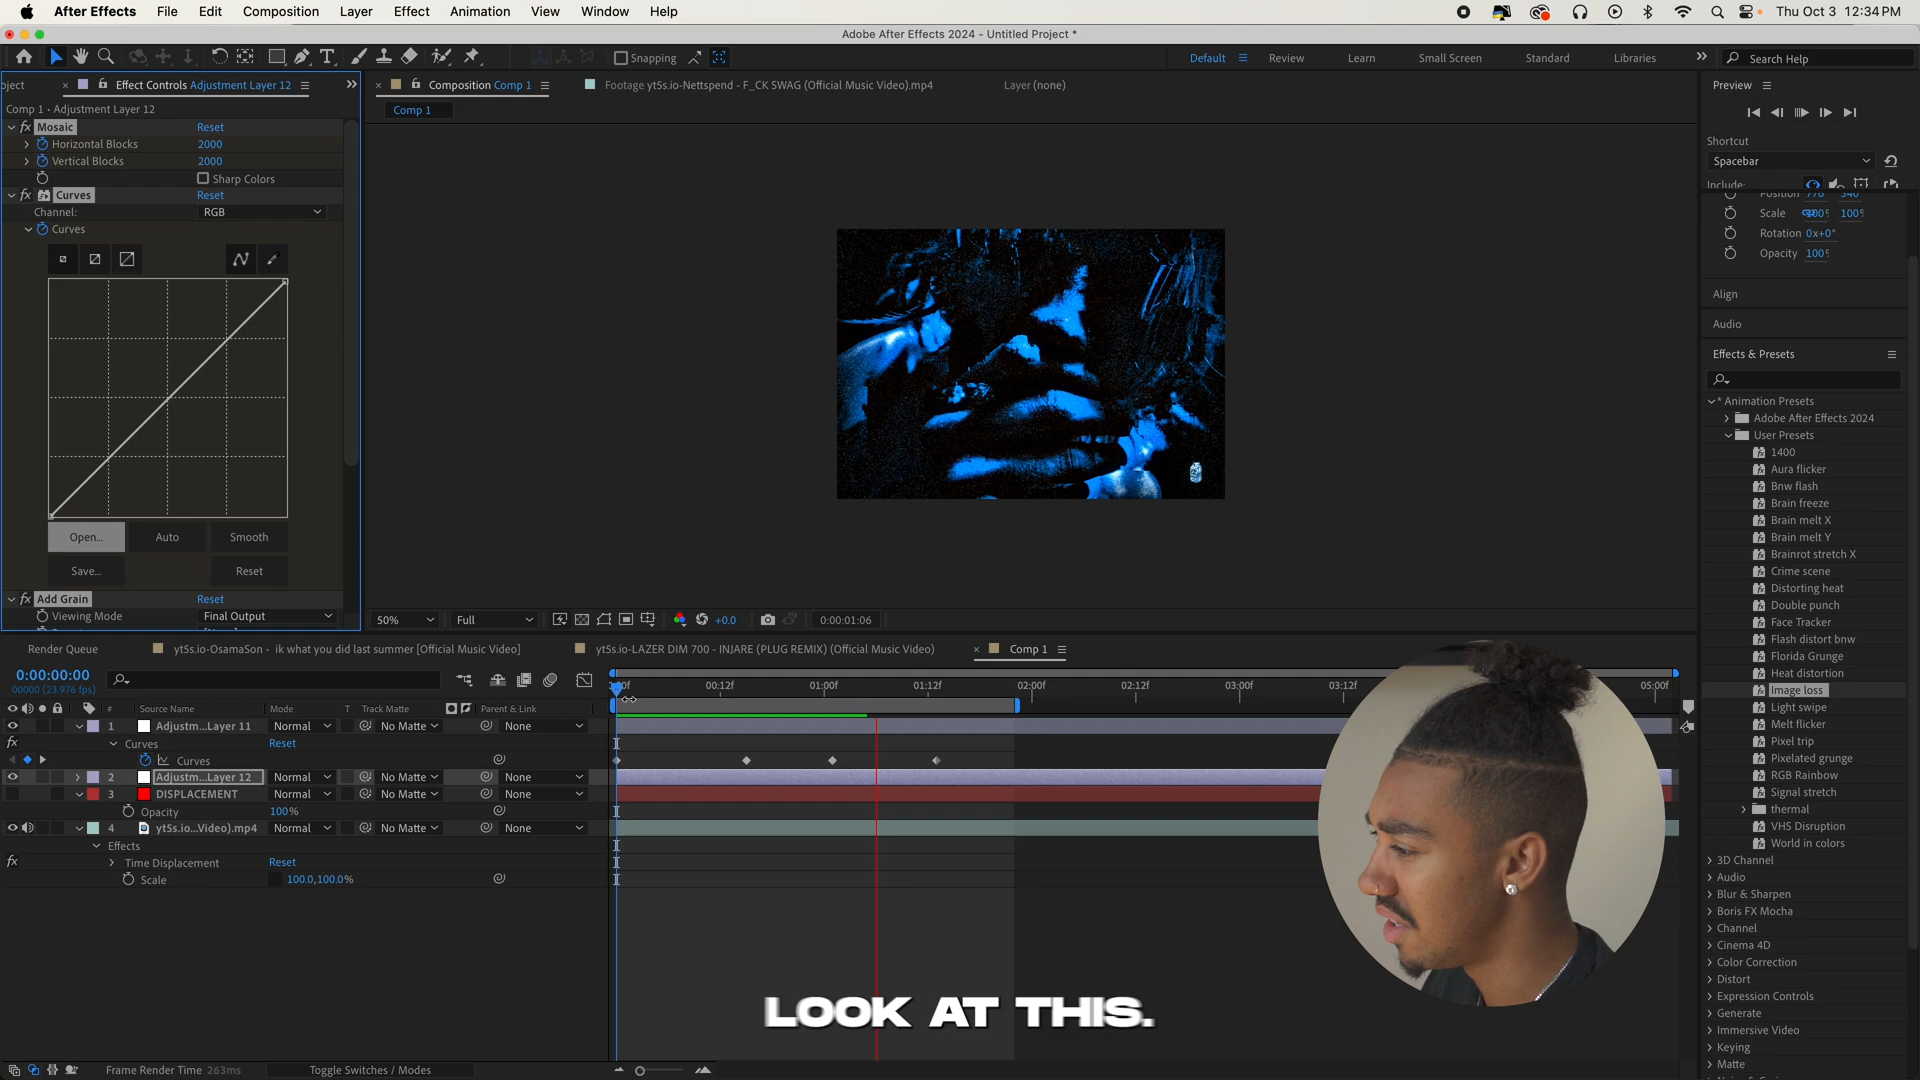 After Effects File Edit Composition Layer Effect Animation View Window Help
Thu Oct 3 12:34 PM
Adobe After Effects 2024 - Untitled Project *
Snapping
Default Review Learn Small Screen Standard Libraries
Search Help
oject
Effect Controls Adjustment Layer 12
Composition Comp 1
Footage yt5s.io-Nettspend - F_CK SWAG (Official Music Video).mp4
Layer (none)
Comp 1 • Adjustment Layer 12
Comp 1
fx Mosaic Reset
Horizontal Blocks 2000
Vertical Blocks 2000
Sharp Colors
fx Curves Reset
Channel: RGB
Curves
Open... Auto Smooth
Save... Reset
fx Add Grain Reset
Viewing Mode Final Output
50% Full +0.0 0:00:01:06
Preview
Shortcut
Spacebar
Include:
Position 776 540
Scale 100% 100%
Rotation 0x+0°
Opacity 100%
Align
Audio
Effects & Presets
* Animation Presets
Adobe After Effects 2024
User Presets
1400
Aura flicker
Bnw flash
Brain freeze
Brain melt X
Brain melt Y
Brainrot stretch X
Crime scene
Distorting heat
Double punch
Face Tracker
Flash distort bnw
Florida Grunge
Heat distortion
Image loss
Light swipe
Melt flicker
Pixel trip
Pixelated grunge
RGB Rainbow
Signal stretch
thermal
VHS Disruption
World in colors
3D Channel
Audio
Blur & Sharpen
Boris FX Mocha
Channel
Cinema 4D
Color Correction
Distort
Expression Controls
Generate
Immersive Video
Keying
Matte
Render Queue
yt5s.io-OsamaSon - ik what you did last summer [Official Music Video]
yt5s.io-LAZER DIM 700 - INJARE (PLUG REMIX) (Official Music Video)
Comp 1
0:00:00:00
00000 (23.976 fps)
00:12f 01:00f 01:12f 02:00f 02:12f 03:00f 03:12f 05:00f
# Source Name Mode T Track Matte Parent & Link
1 Adjustm...Layer 11 Normal No Matte None
fx Curves Reset
Curves
2 Adjustm...Layer 12 Normal No Matte None
3 DISPLACEMENT Normal No Matte None
Opacity 100%
4 yt5s.io...Video).mp4 Normal No Matte None
Effects
fx Time Displacement Reset
Scale 100.0,100.0%
LOOK AT THIS.
Frame Render Time 263ms
Toggle Switches / Modes